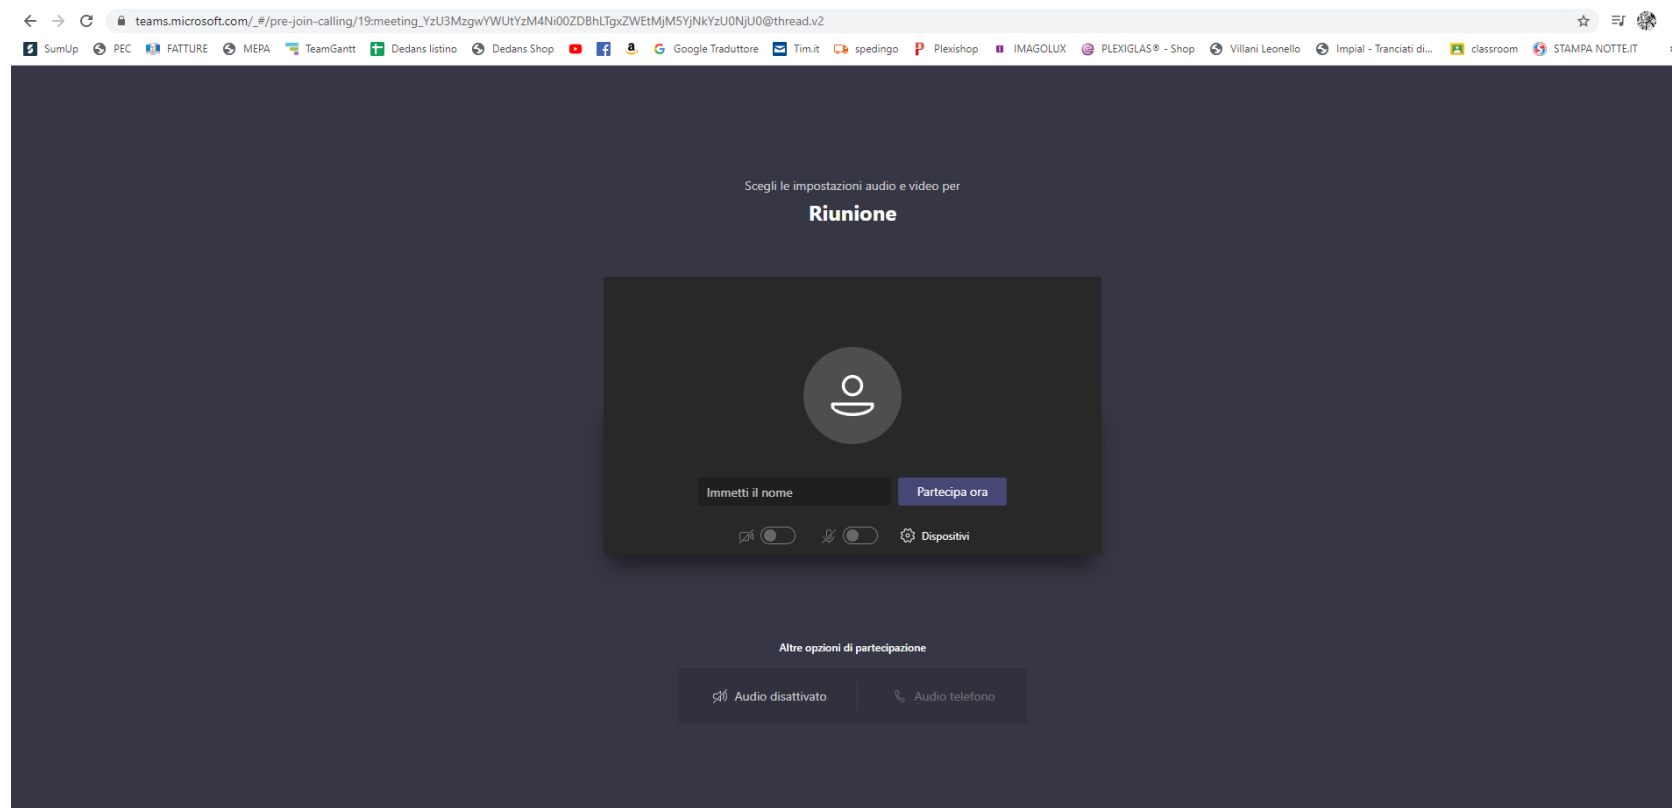 teams.microsoft.com/_#/pre-join-calling/19:meeting_YzU3MzgwYWUtYzM4Ni00ZDBhLTgxZWEtMjM5YjNkYzU0NjU0@thread.v2
SumUp PEC FATTURE MEPA TeamGantt Dedans listino Dedans Shop Google Traduttore Tim.it spedingo Plexishop IMAGOLUX PLEXIGLAS® - Shop Villani Leonello Impial - Tranciati di... classroom STAMPA NOTTE.IT
Scegli le impostazioni audio e video per
Riunione
Immetti il nome Partecipa ora
Dispositivi
Altre opzioni di partecipazione
Audio disattivato Audio telefono